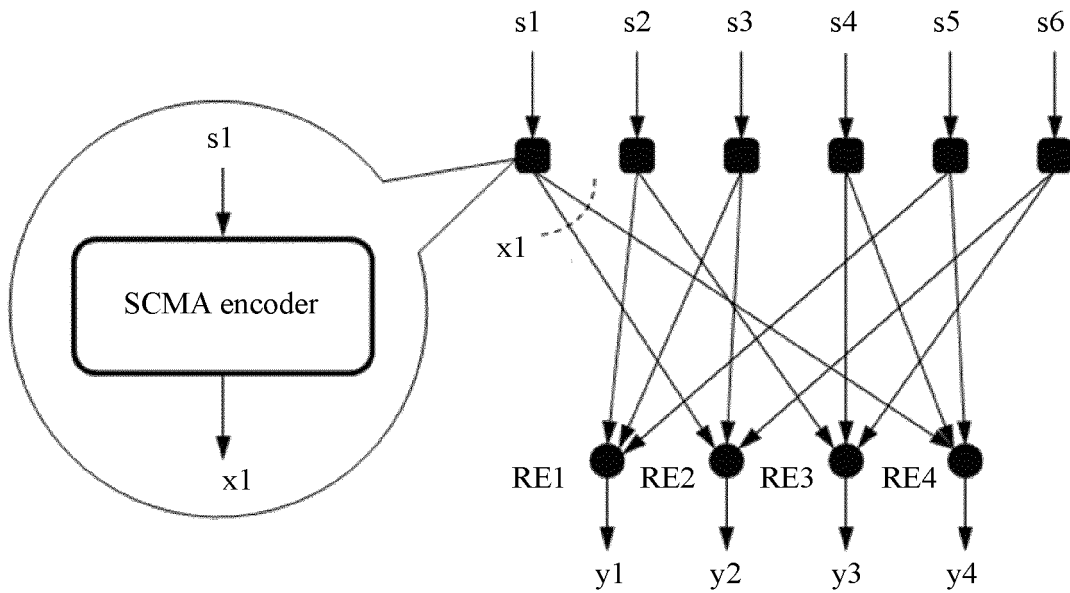 s1 s2 s3 s4 s5 s6
s1
x1
SCMA encoder
x1
RE1 RE2 RE3 RE4
y1 y2 y3 y4